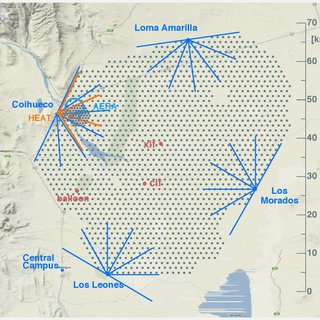 Loma Amarilla
70
[km]
60
Coihueco
AERA
HEAT
50
xlf
40
clf
30
balloon
Los
Morados
20
Central
Campus
10
Los Leones
0